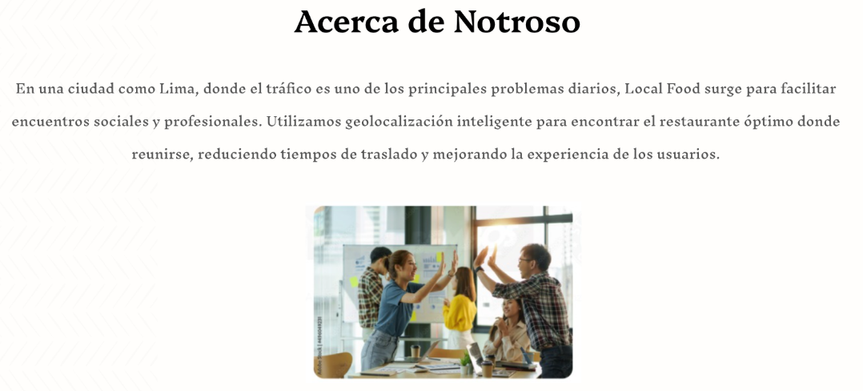 Acerca de Notroso
En una ciudad como Lima, donde el tráfico es uno de los principales problemas diarios, Local Food surge para facilitar
encuentros sociales y profesionales. Utilizamos geolocalización inteligente para encontrar el restaurante óptimo donde
reunirse, reduciendo tiempos de traslado y mejorando la experiencia de los usuarios.